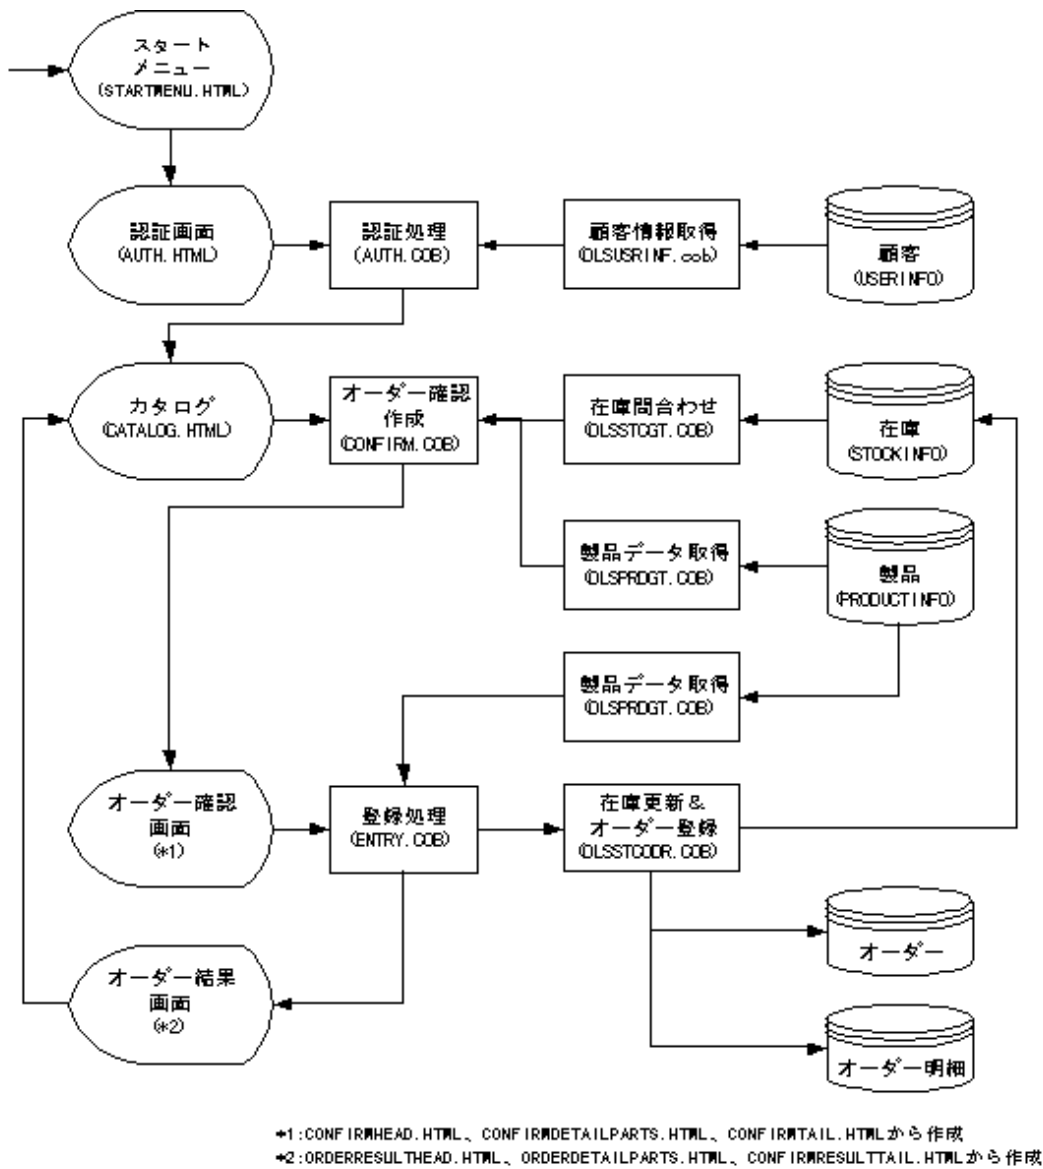 スタート
メニュー
(STARTMENU.HTML)
認証画面
(AUTH.HTML)
認証処理
(AUTH.COB)
顧客情報取得
(OLSUSRINF.cob)
顧客
(USERINFO)
カタログ
(CATALOG.HTML)
オーダー確認
作成
(CONFIRM.COB)
在庫問合わせ
(OLSSTCGT.COB)
在庫
(STOCKINFO)
製品データ取得
(OLSPRDGT.COB)
製品
(PRODUCTINFO)
製品データ取得
(OLSPRDGT.COB)
オーダー確認
画面
(*1)
登録処理
(ENTRY.COB)
在庫更新&
オーダー登録
(OLSSTCODR.COB)
オーダー
オーダー結果
画面
(*2)
オーダー明細
*1:CONFIRMHEAD.HTML、CONFIRMDETAILPARTS.HTML、CONFIRMTAIL.HTMLから作成
*2:ORDERRESULTHEAD.HTML、ORDERDETAILPARTS.HTML、CONFIRMRESULTTAIL.HTMLから作成